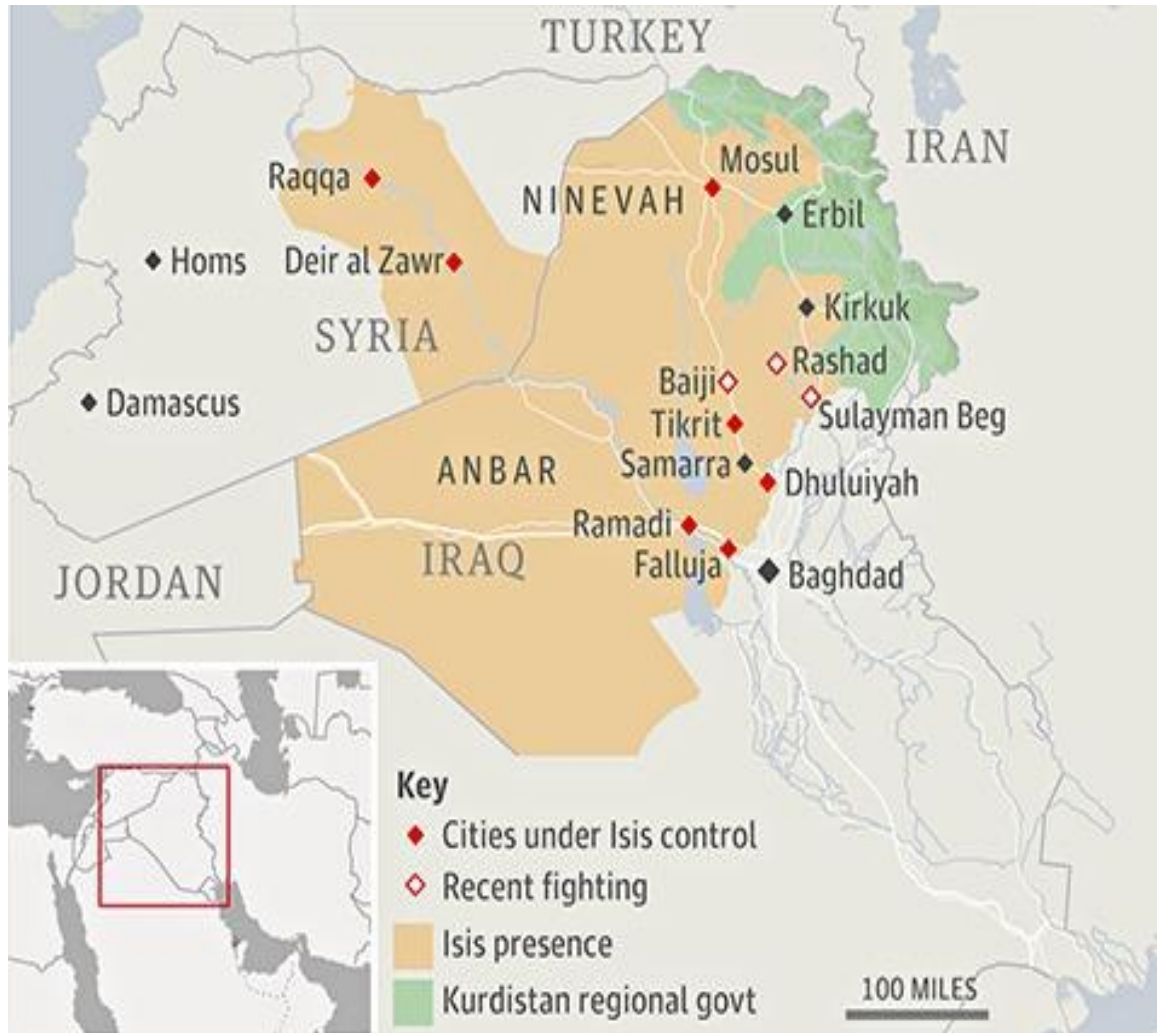 TURKEY
IRAN
Mosul
Raqqa
NINEVAH
Erbil
Homs
Deir al Zawr
Kirkuk
SYRIA
Rashad
Baiji
Damascus
Sulayman Beg
Tikrit
Samarra
ANBAR
Dhuluiyah
Ramadi
IRAQ
Falluja
JORDAN
Baghdad
Key
Cities under Isis control
Recent fighting
Isis presence
Kurdistan regional govt
100 MILES